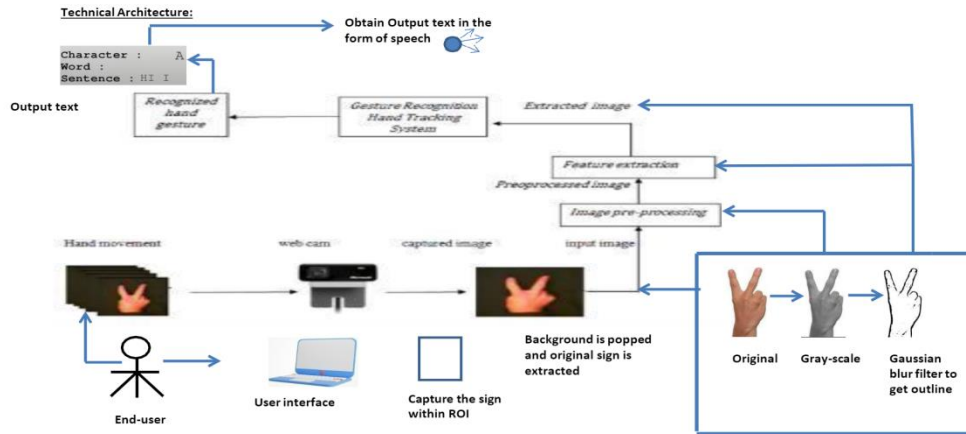 Technical Architecture:
Obtain Output text in the
form of speech
Character : A
Word :
Sentence : HI I
Output text
Recognized
hand
gesture
Gesture Recognition
Hand Tracking
System
Extracted image
Feature extraction
Preoprocessed image
Image pre-processing
Hand movement
web cam
captured image
input image
Background is popped
and original sign is
extracted
Original
Gray-scale
Gaussian
blur filter to
get outline
End-user
User interface
Capture the sign
within ROI